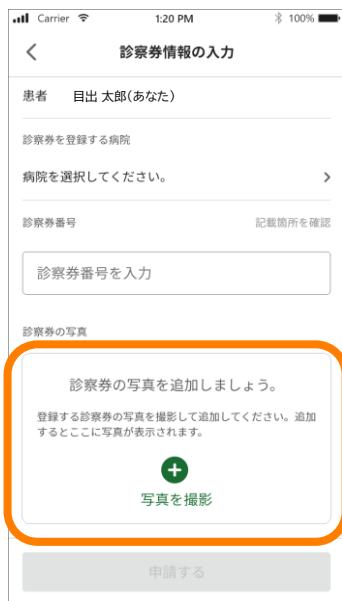 Carrier 1:20 PM 100%
診察券情報の入力
患者 目出 太郎(あなた)
診察券を登録する病院
病院を選択してください。
診察券番号 記載箇所を確認
診察券番号を入力
診察券の写真
診察券の写真を追加しましょう。
登録する診察券の写真を撮影して追加してください。追加
するとここに写真が表示されます。
写真を撮影
申請する